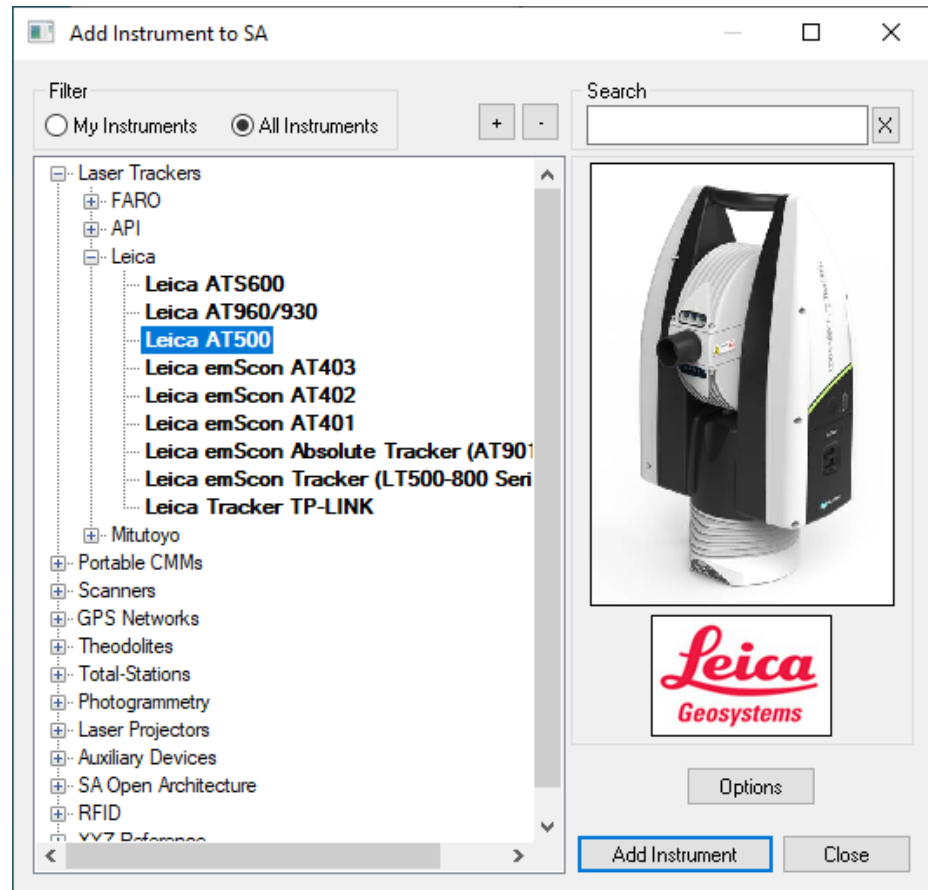 Add Instrument to SA
Filter
My Instruments
All Instruments
+
-
Search
X
Laser Trackers
FARO
API
Leica
Leica ATS600
Leica AT960/930
Leica AT500
Leica emScon AT403
Leica emScon AT402
Leica emScon AT401
Leica emScon Absolute Tracker (AT901
Leica emScon Tracker (LT500-800 Seri
Leica Tracker TP-LINK
Mitutoyo
Portable CMMs
Scanners
GPS Networks
Theodolites
Total-Stations
Photogrammetry
Laser Projectors
Auxiliary Devices
SA Open Architecture
RFID
XYZ Reference
Leica
Geosystems
Options
Add Instrument
Close